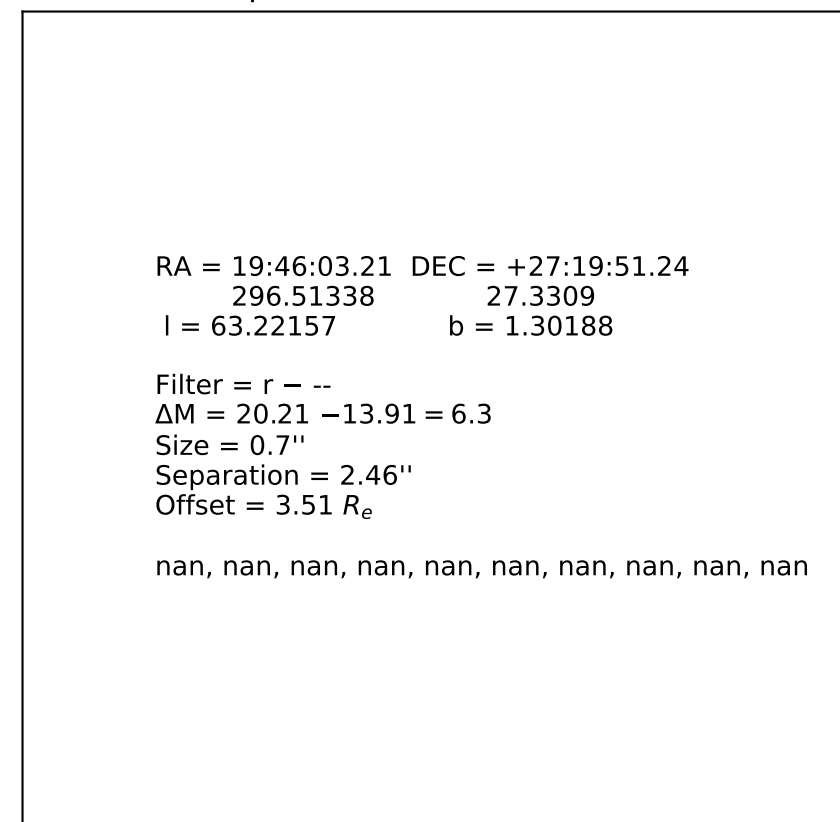 RA = 19:46:03.21 DEC = +27:19:51.24
296.51338 27.3309
l = 63.22157 b = 1.30188
Filter = r − --
ΔM = 20.21 −13.91 = 6.3
Size = 0.7''
Separation = 2.46''
Offset = 3.51 Re
nan, nan, nan, nan, nan, nan, nan, nan, nan, nan